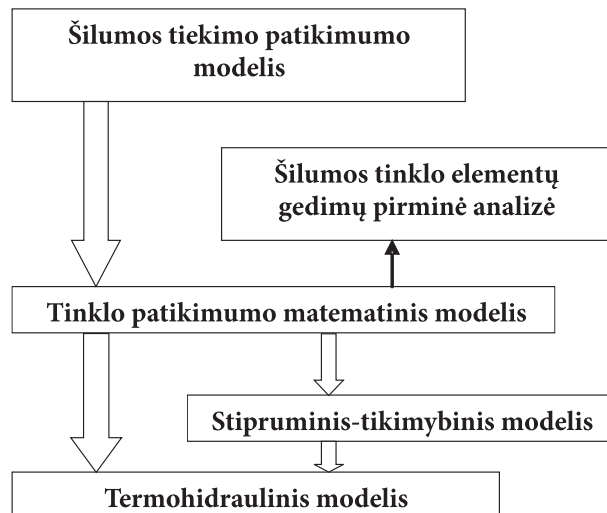 Šilumos tiekimo patikimumo
modelis
Šilumos tinklo elementų
gedimų pirminė analizė
Tinklo patikimumo matematinis modelis
Stipruminis-tikimybinis modelis
Termohidraulinis modelis